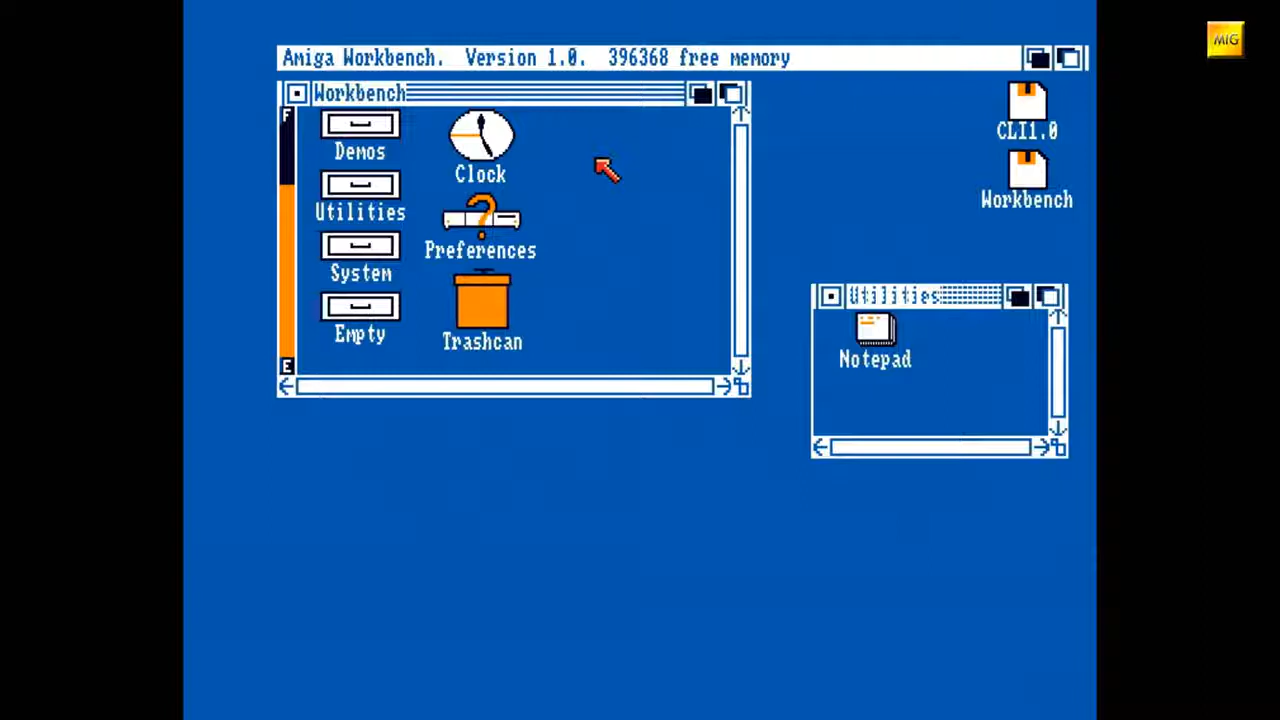 MIG
Amiga Workbench. Version 1.0. 396368 free memory
Workbench
F
Demos
Clock
CLI1.0
Utilities
Workbench
Preferences
System
Utilities
Empty
Trashcan
Notepad
E